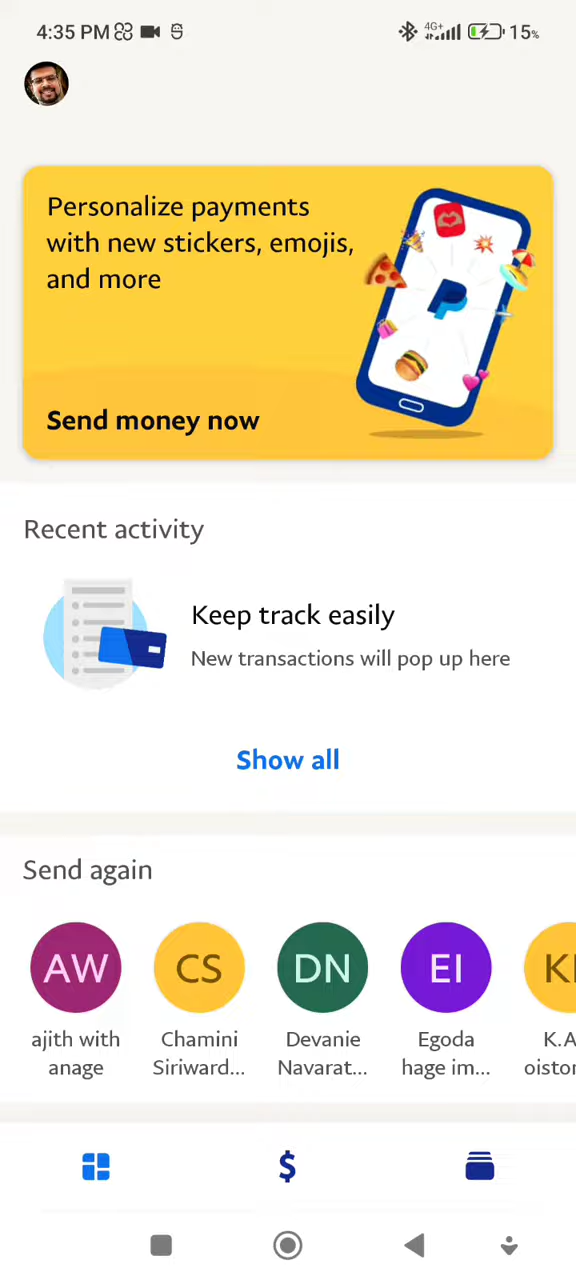 4:35 PM
4G+
15%
Personalize payments
with new stickers, emojis,
and more
Send money now
Recent activity
Keep track easily
New transactions will pop up here
Show all
Send again
AW
CS
DN
EI
ajith with
anage
Chamini
Siriward...
Devanie
Navarat...
Egoda
hage im...
K.A
oiston
$